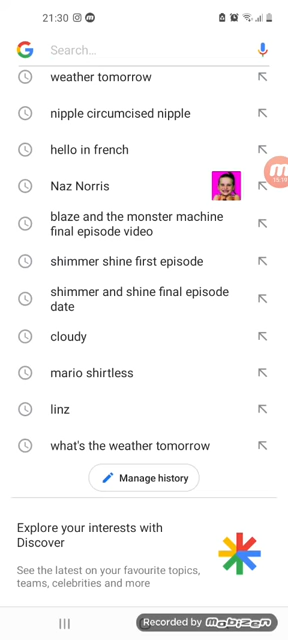 21:30
Search...
weather tomorrow
nipple circumcised nipple
hello in french
Naz Norris
blaze and the monster machine
final episode video
shimmer shine first episode
shimmer and shine final episode
date
cloudy
mario shirtless
linz
what's the weather tomorrow
Manage history
Explore your interests with
Discover
See the latest on your favourite topics,
teams, celebrities and more
Recorded by Mobizen